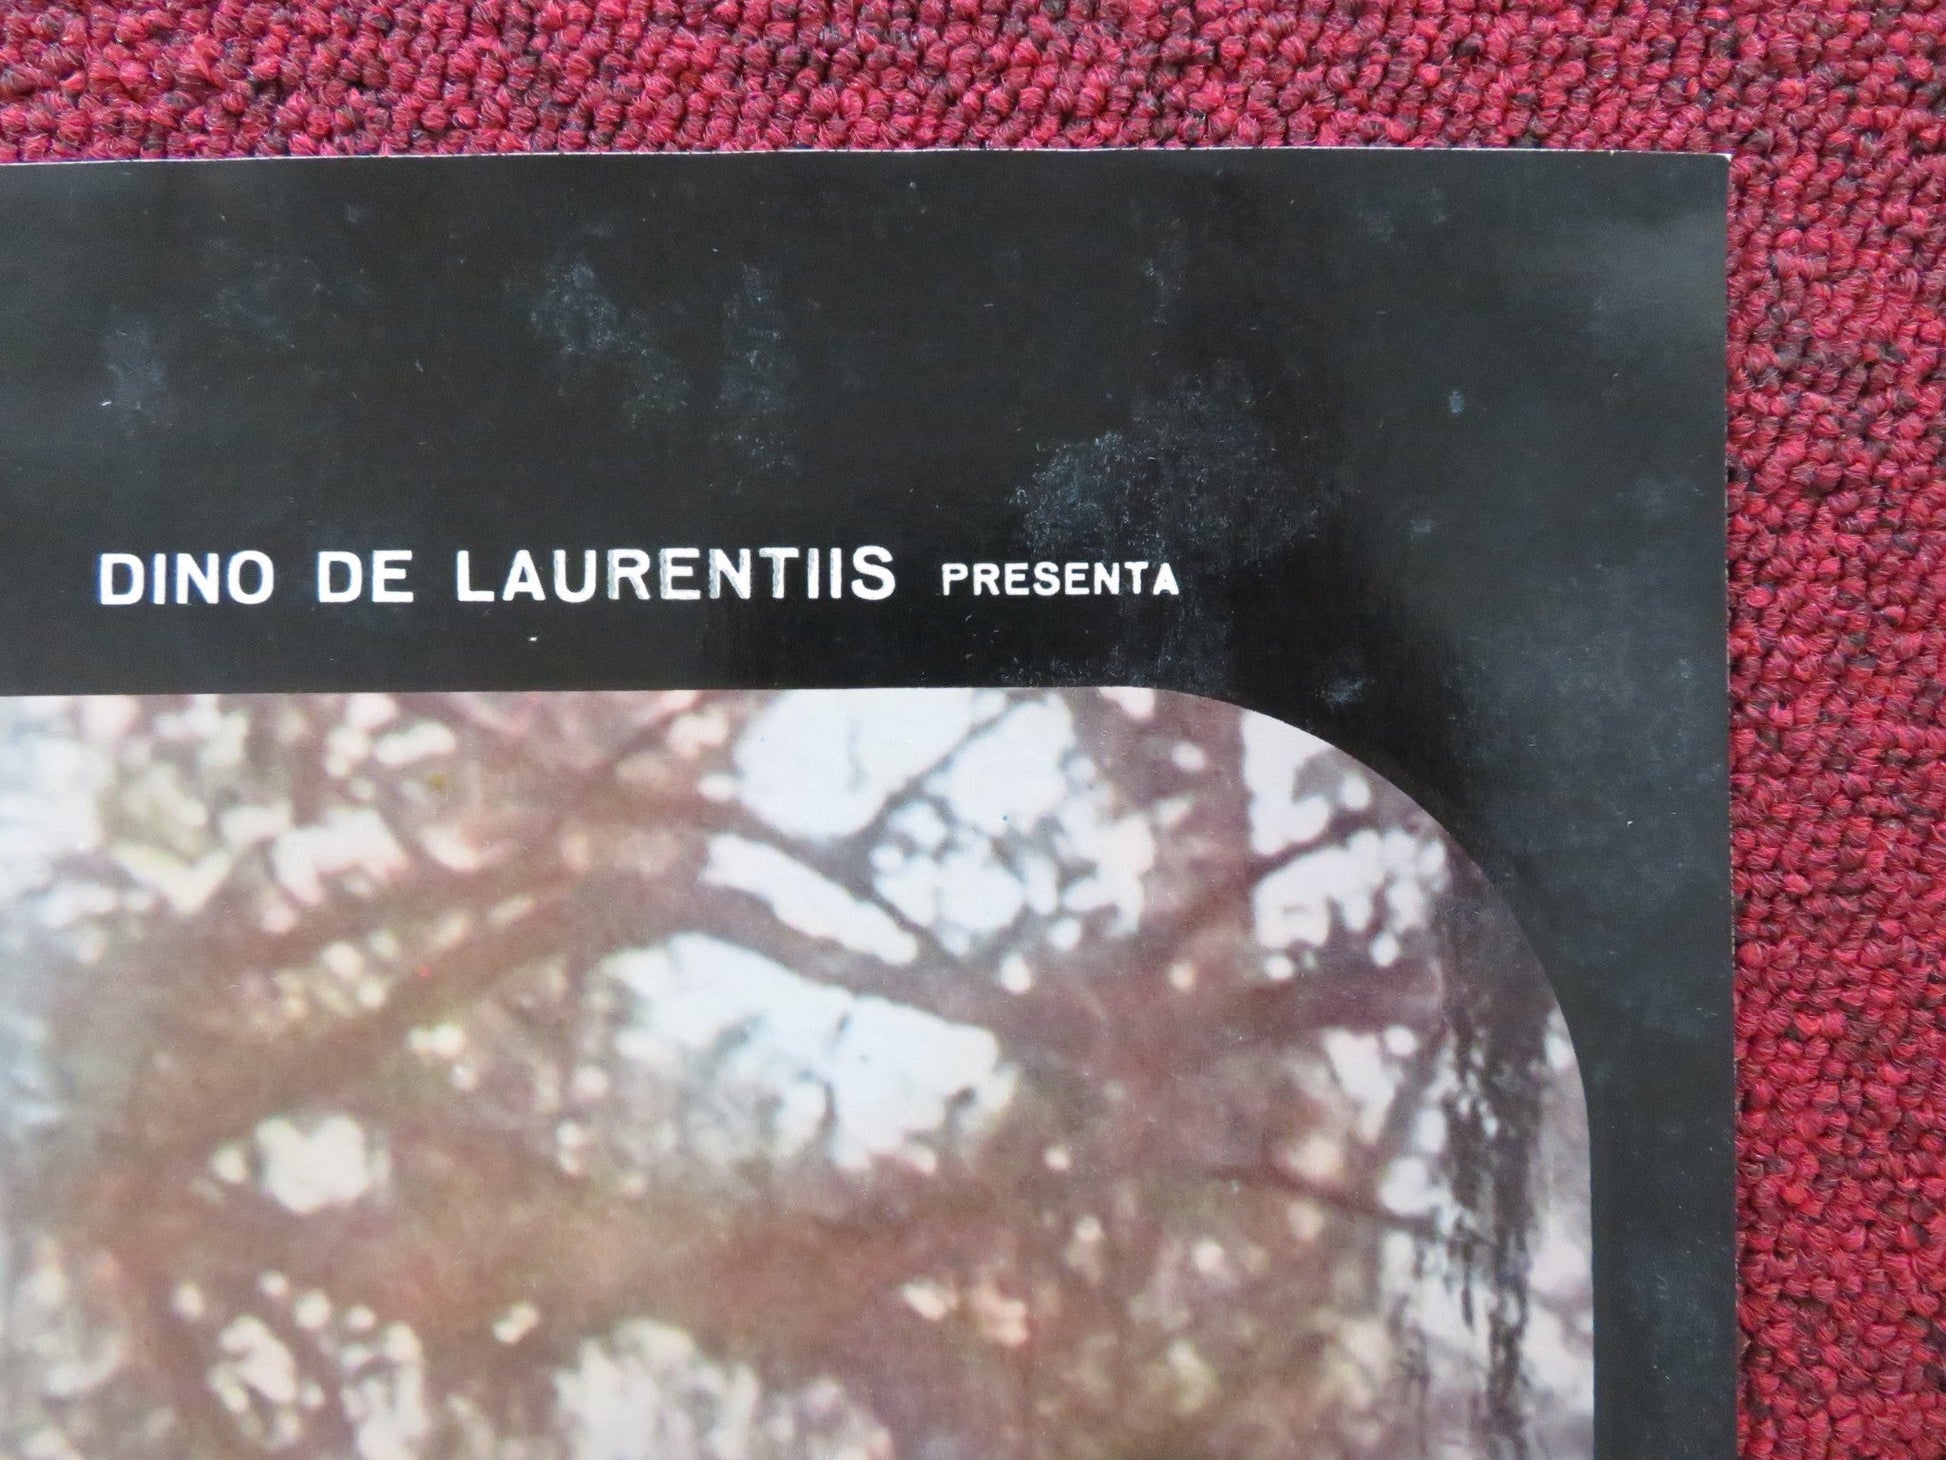 DINO DE LAURENTIIS PRESENTA